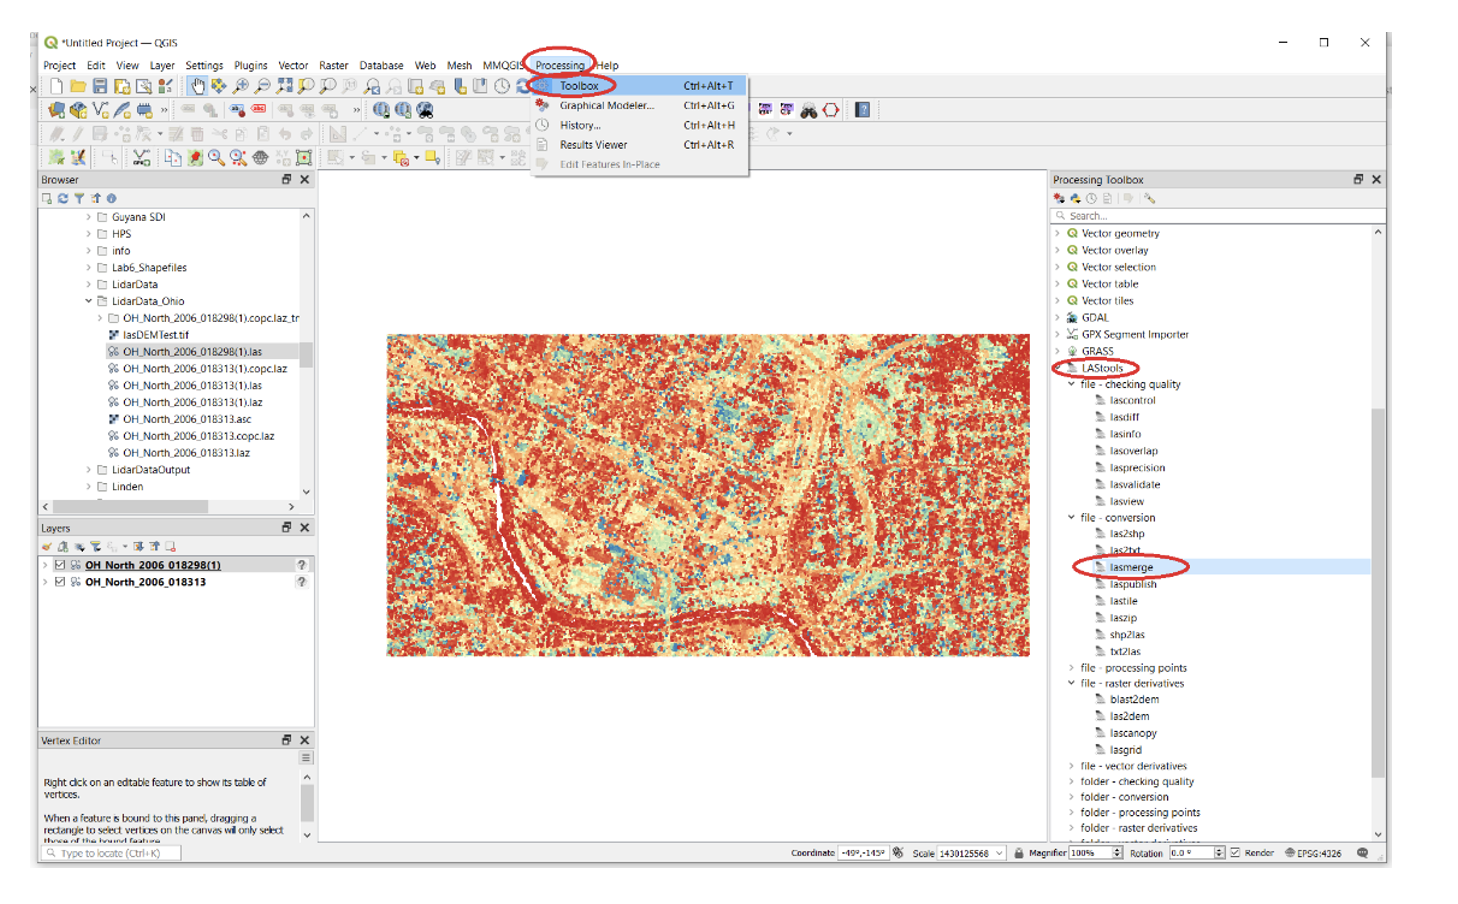 *Untitled Project — QGIS
Project Edit View Layer Settings Plugins Vector Raster Database Web Mesh MMQGIS Processing Help
Toolbox Ctrl+Alt+T
Graphical Modeler... Ctrl+Alt+G
History... Ctrl+Alt+H
Results Viewer Ctrl+Alt+R
Edit Features In-Place
Browser
Guyana SDI
HPS
info
Lab6_Shapefiles
LidarData
LidarData_Ohio
OH_North_2006_018298(1).copc.laz_tr
lasDEMTest.tif
OH_North_2006_018298(1).las
OH_North_2006_018313(1).copc.laz
OH_North_2006_018313(1).las
OH_North_2006_018313(1).laz
OH_North_2006_018313.asc
OH_North_2006_018313.copc.laz
OH_North_2006_018313.laz
LidarDataOutput
Linden
Layers
OH_North_2006_018298(1)
OH_North_2006_018313
Vertex Editor
Right click on an editable feature to show its table of
vertices.
When a feature is bound to this panel, dragging a
rectangle to select vertices on the canvas will only select
those of the bound feature.
Type to locate (Ctrl+K)
Processing Toolbox
Search...
Vector geometry
Vector overlay
Vector selection
Vector table
Vector tiles
GDAL
GPX Segment Importer
GRASS
LAStools
file - checking quality
lascontrol
lasdiff
lasinfo
lasoverlap
lasprecision
lasvalidate
lasview
file - conversion
las2shp
las2txt
lasmerge
laspublish
lastile
laszip
shp2las
txt2las
file - processing points
file - raster derivatives
blast2dem
las2dem
lascanopy
lasgrid
file - vector derivatives
folder - checking quality
folder - conversion
folder - processing points
folder - raster derivatives
folder - vector derivatives
Coordinate -49°,-145° Scale 1:430125568 Magnifier 100% Rotation 0.0 ° Render EPSG:4326